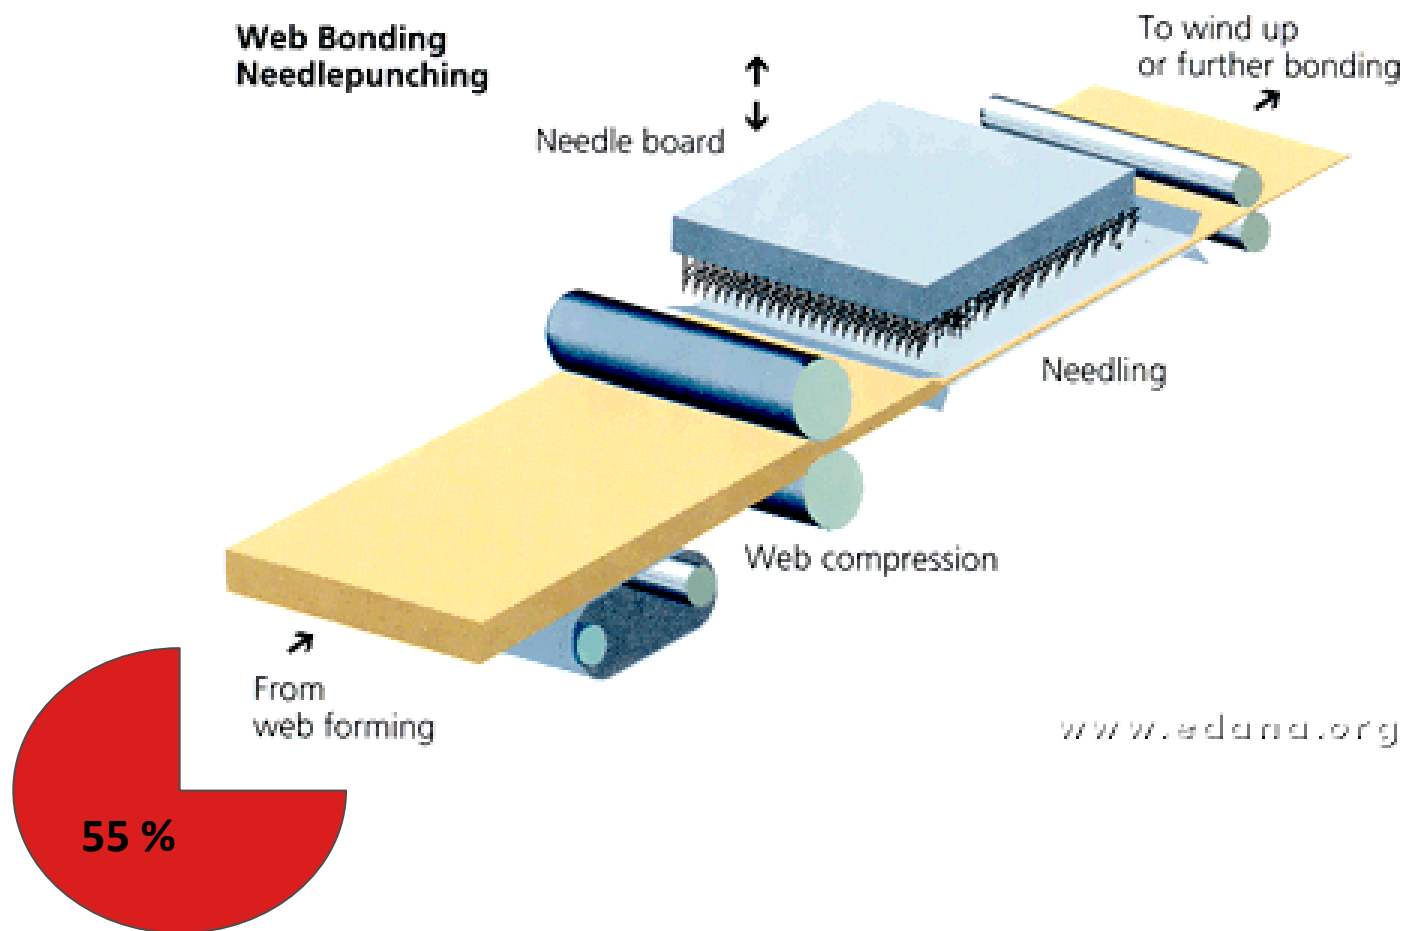 Web Bonding
Needlepunching
To wind up
or further bonding
Needle board
Needling
Web compression
From
web forming
www.edana.org
55 %